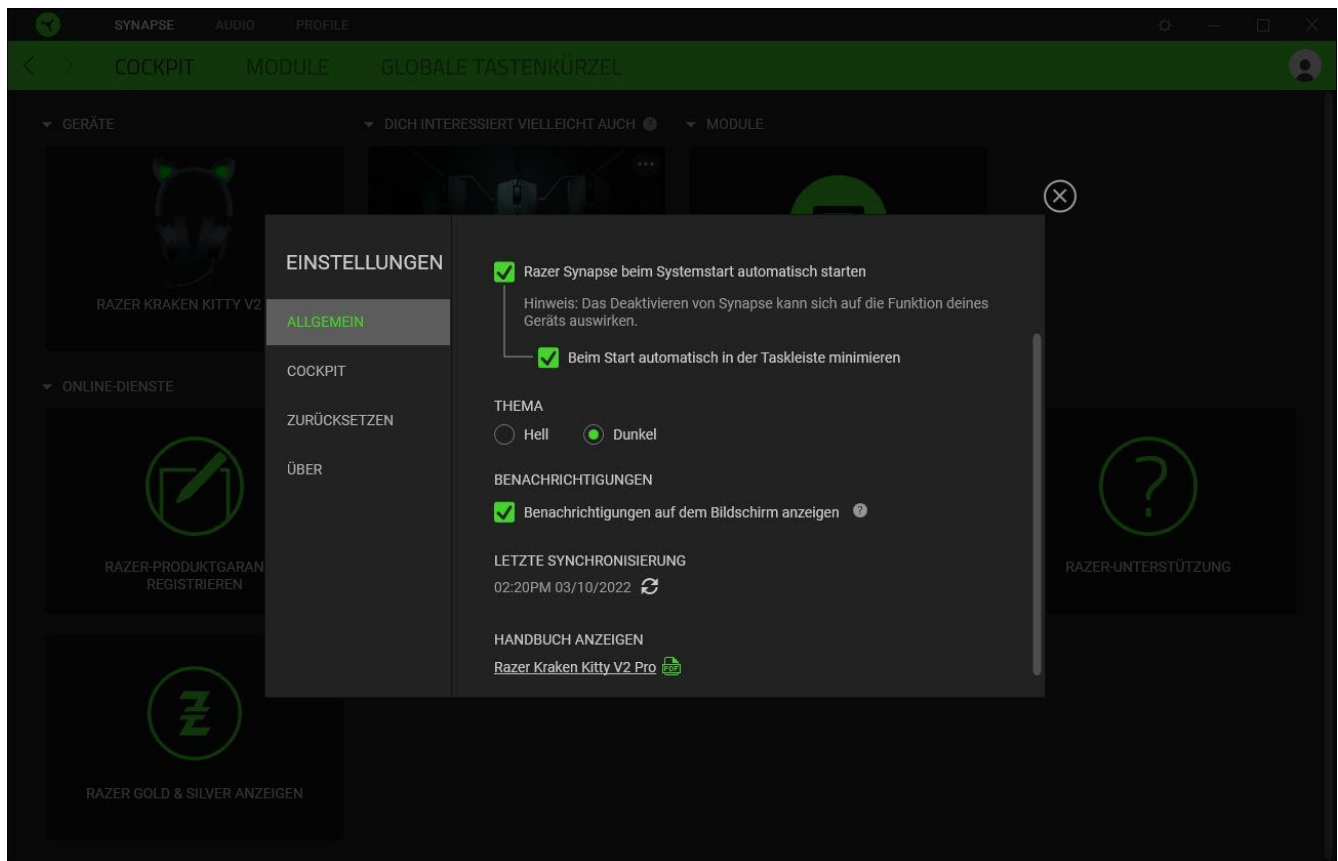 SYNAPSE AUDIO PROFILE
COCKPIT MODULE GLOBALE TASTENKÜRZEL
GERÄTE
DICH INTERESSIERT VIELLEICHT AUCH ?
MODULE
RAZER KRAKEN KITTY V2
EINSTELLUNGEN
ALLGEMEIN
COCKPIT
ZURÜCKSETZEN
ÜBER
Razer Synapse beim Systemstart automatisch starten
Hinweis: Das Deaktivieren von Synapse kann sich auf die Funktion deines
Geräts auswirken.
Beim Start automatisch in der Taskleiste minimieren
THEMA
Hell Dunkel
BENACHRICHTIGUNGEN
Benachrichtigungen auf dem Bildschirm anzeigen ?
LETZTE SYNCHRONISIERUNG
02:20PM 03/10/2022
HANDBUCH ANZEIGEN
Razer Kraken Kitty V2 Pro PDF
ONLINE-DIENSTE
RAZER-PRODUKTGARAN
REGISTRIEREN
?
RAZER-UNTERSTÜTZUNG
RAZER GOLD & SILVER ANZEIGEN